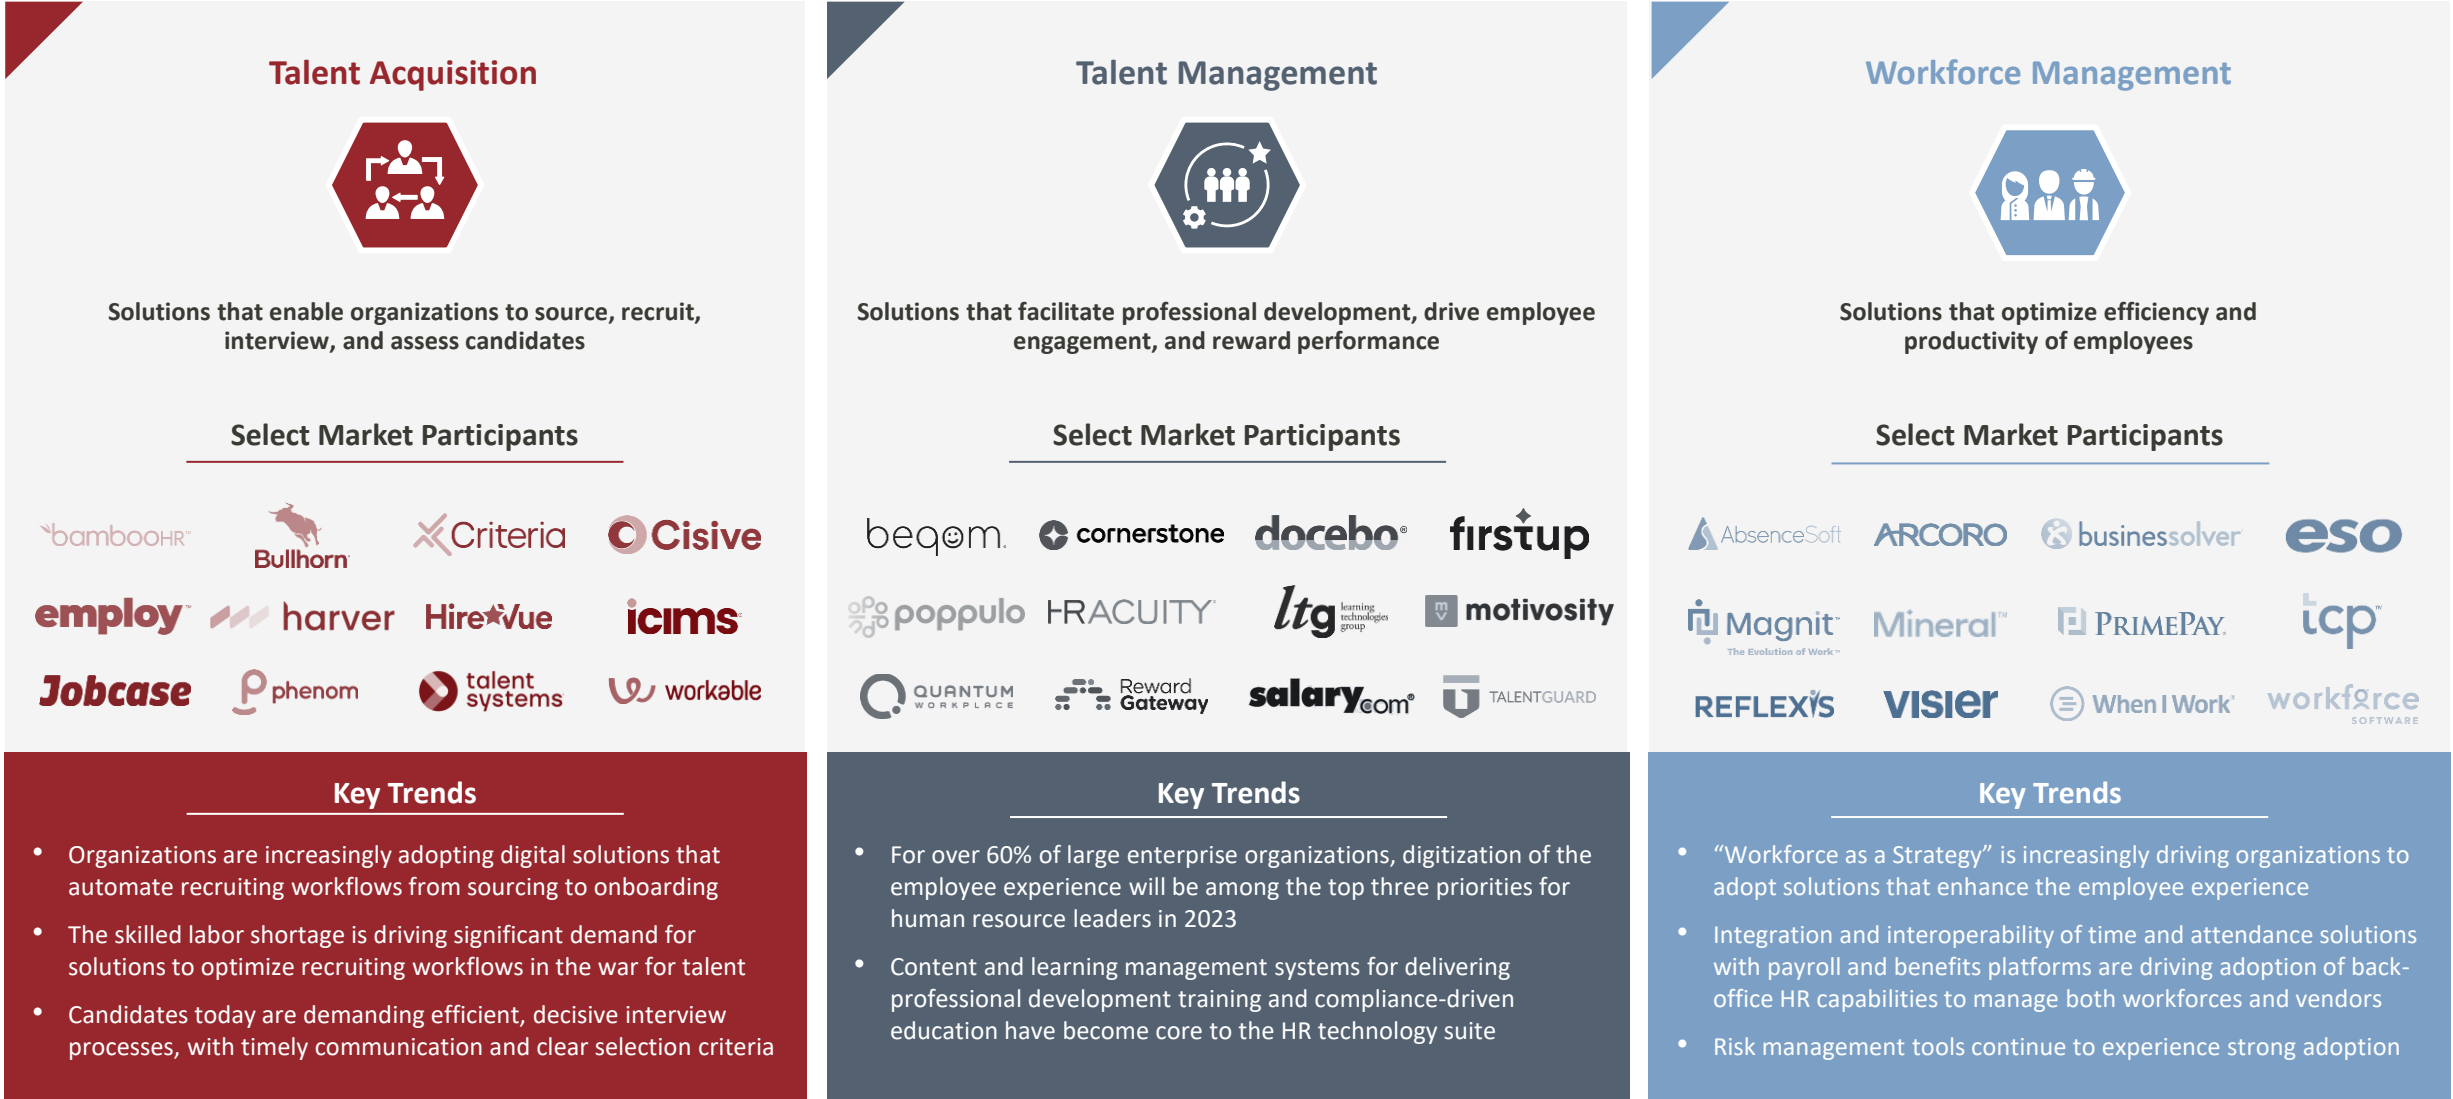 Talent Acquisition
Solutions that enable organizations to source, recruit,
interview, and assess candidates
Select Market Participants
bambooHR™
Bullhorn
Criteria
Cisive
employ™
harver
HireVue
icims
Jobcase
phenom
talent
systems
workable
Key Trends
• Organizations are increasingly adopting digital solutions that
automate recruiting workflows from sourcing to onboarding
• The skilled labor shortage is driving significant demand for
solutions to optimize recruiting workflows in the war for talent
• Candidates today are demanding efficient, decisive interview
processes, with timely communication and clear selection criteria
Talent Management
Solutions that facilitate professional development, drive employee
engagement, and reward performance
Select Market Participants
beqom.
cornerstone
docebo®
firstup
poppulo
HRACUITY
ltg learning
technologies
group
mv motivosity
QUANTUM
WORKPLACE
Reward
Gateway
salary.com®
TALENTGUARD
Key Trends
• For over 60% of large enterprise organizations, digitization of the
employee experience will be among the top three priorities for
human resource leaders in 2023
• Content and learning management systems for delivering
professional development training and compliance-driven
education have become core to the HR technology suite
Workforce Management
Solutions that optimize efficiency and
productivity of employees
Select Market Participants
AbsenceSoft
ARCORO
businessolver
eso
Magnit™
The Evolution of Work™
Mineral™
PRIMEPAY.
tcp™
REFLEXIS
VISIER
When I Work
workforce
SOFTWARE
Key Trends
• “Workforce as a Strategy” is increasingly driving organizations to
adopt solutions that enhance the employee experience
• Integration and interoperability of time and attendance solutions
with payroll and benefits platforms are driving adoption of back-
office HR capabilities to manage both workforces and vendors
• Risk management tools continue to experience strong adoption